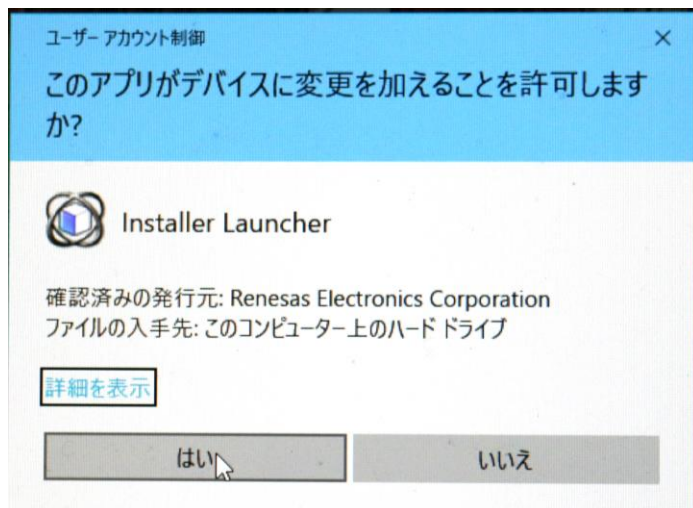 ユーザー アカウント制御
このアプリがデバイスに変更を加えることを許可します
か?
Installer Launcher
確認済みの発行元: Renesas Electronics Corporation
ファイルの入手先: このコンピューター上のハード ドライブ
詳細を表示
はい
いいえ